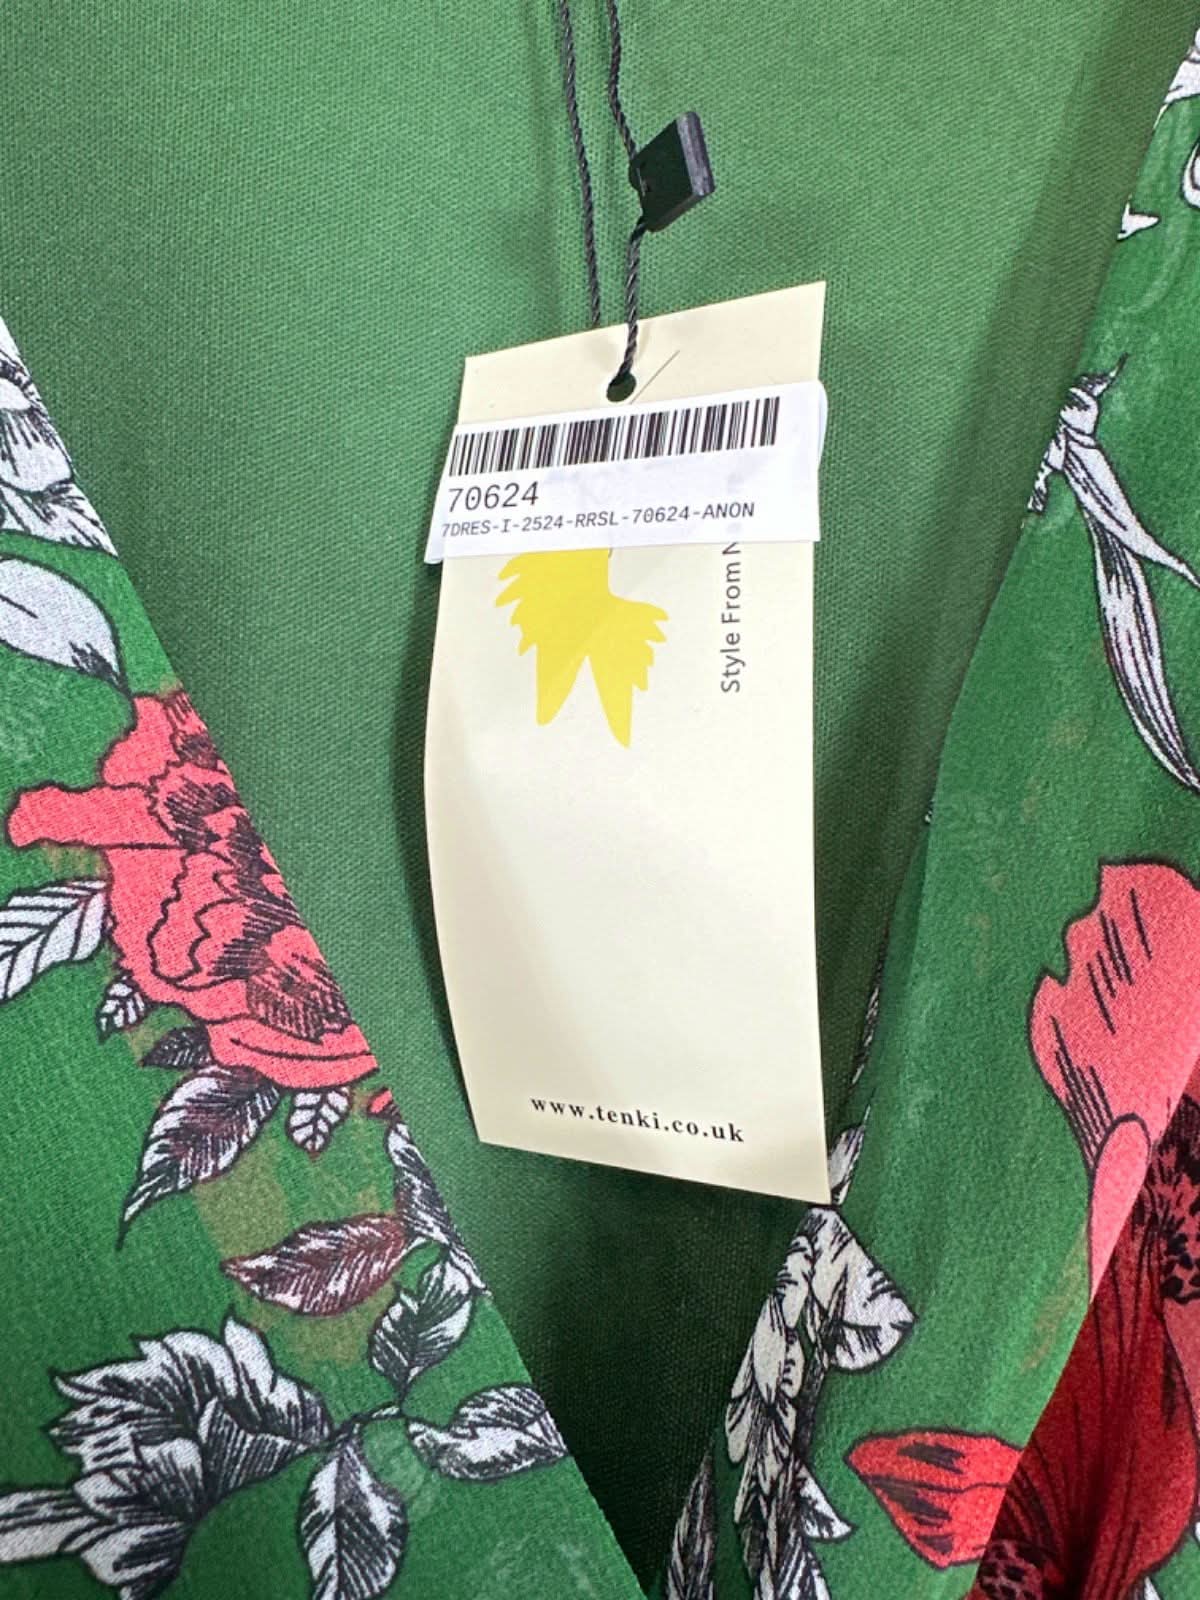 70624
7DRES-I-2524-RRSL-70624-ANON
Style From
www.tenki.co.uk